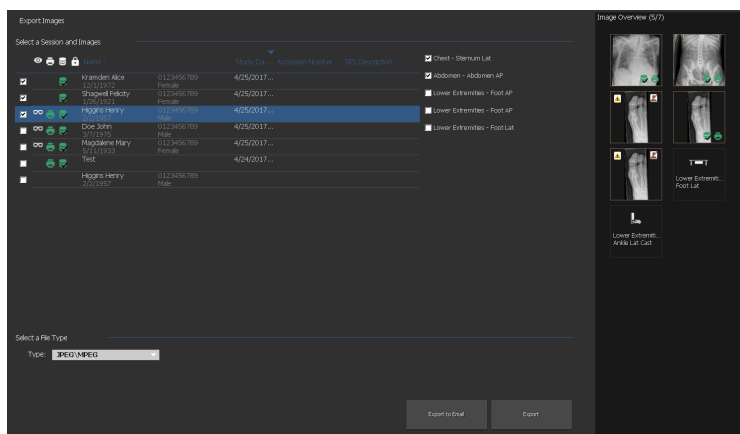 Export Images
Image Overview (5/7)
Select a Session and Images
Name
Study Da... Accession Number RPS Description
Kramden Alice 0123456789 4/25/2017...
12/1/1972 Female
Shagwell Felicity 0123456789 4/25/2017...
1/26/1921 Female
Higgins Henry 0123456789 4/25/2017...
2/2/1957 Male
Doe John 0123456789 4/25/2017...
3/7/1975 Male
Magdalene Mary 0123456789 4/25/2017...
5/11/1933 Female
Test 4/24/2017...
Higgins Henry 0123456789
2/2/1957 Male
Chest - Sternum Lat
Abdomen - Abdomen AP
Lower Extremities - Foot AP
Lower Extremities - Foot AP
Lower Extremities - Foot Lat
Lower Extremiti...
Foot Lat
Lower Extremiti...
Ankle Lat Cast
Select a File Type
Type: JPEG\MPEG
Export to Email
Export